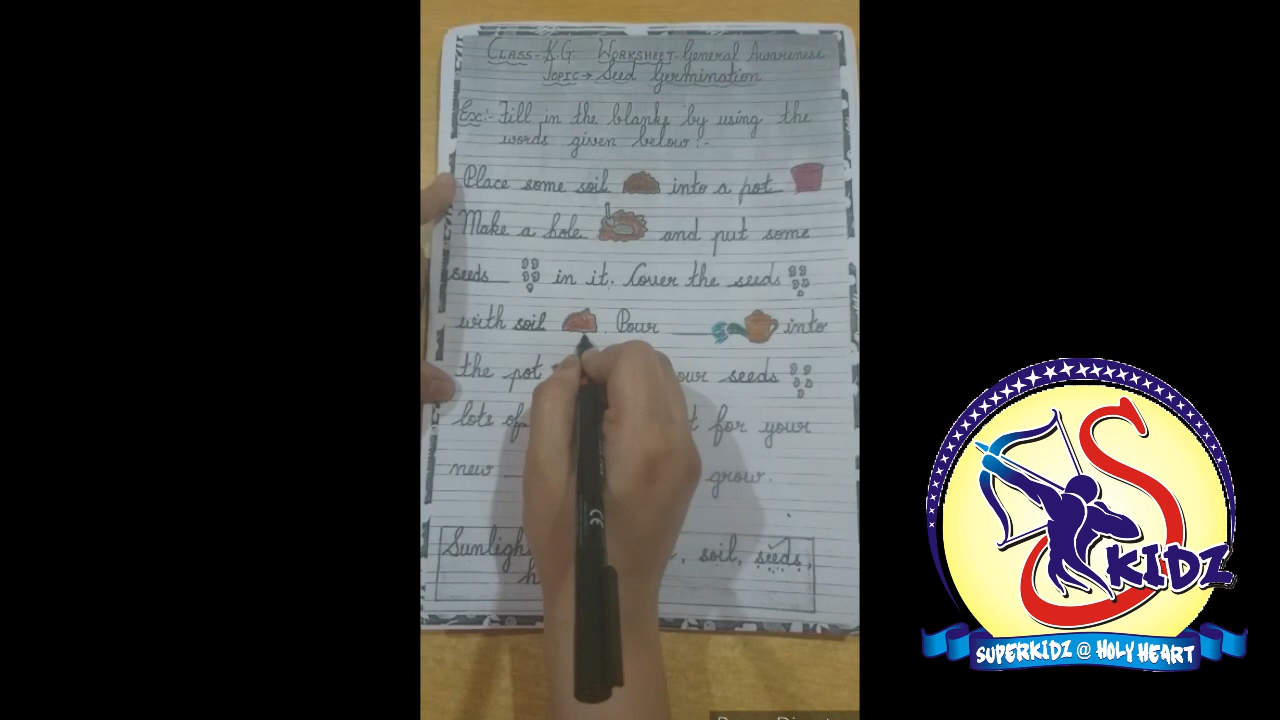 CLASS-K.G. WORKSHEET-General Awareness
TOPIC→Seed Germination
Ex:- Fill in the blanks by using the
words given below:-
Place some soil into a pot
Make a hole and put some
seeds in it. Cover the seeds
with soil . Pour ____ into
the pot our seeds
lots of for your
new grow.
soil, seeds,
S
KIDZ
SUPERKIDZ @ HOLY HEART